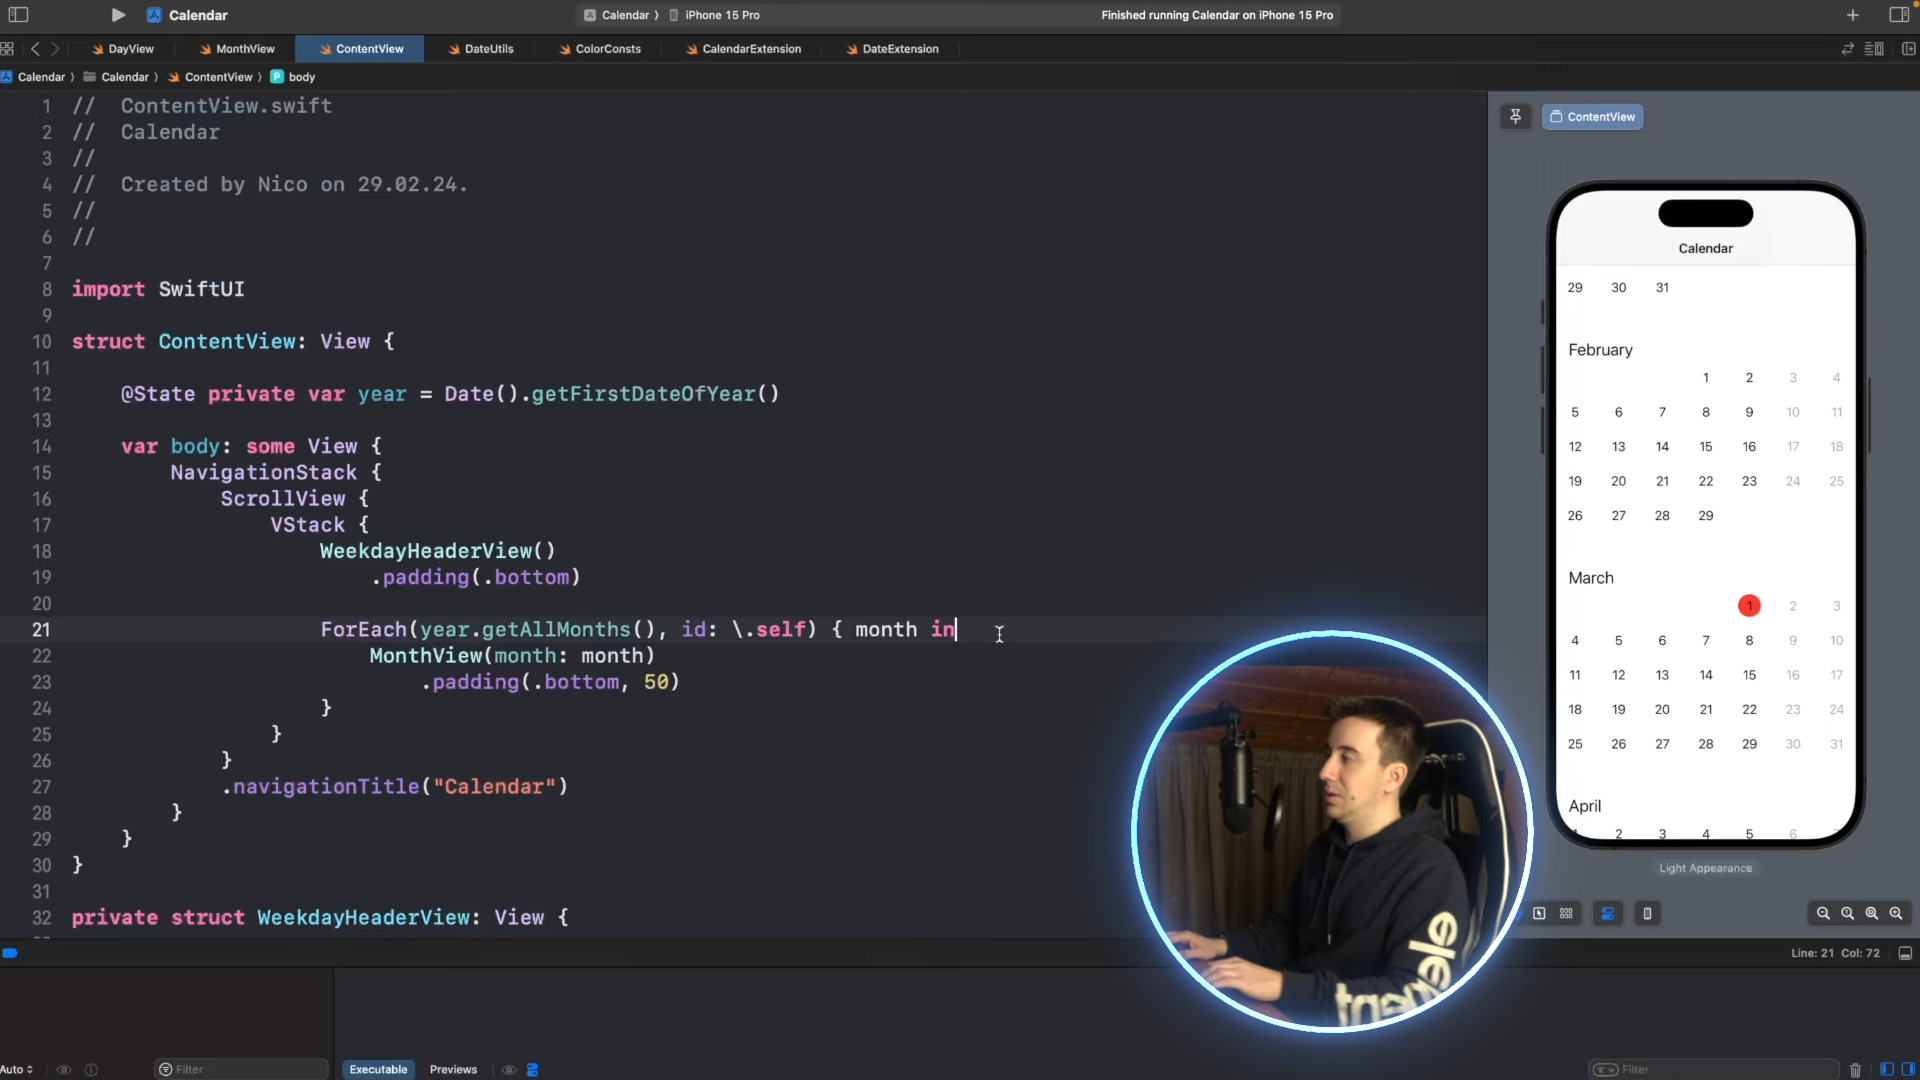 Calendar
Calendar
iPhone 15 Pro
Finished running Calendar on iPhone 15 Pro
DayView
MonthView
ContentView
DateUtils
ColorConsts
CalendarExtension
DateExtension
Calendar
Calendar
ContentView
P body
1 // ContentView.swift
2 // Calendar
3 //
4 // Created by Nico on 29.02.24.
5 //
6 //
7
8 import SwiftUI
9
10 struct ContentView: View {
11
12 @State private var year = Date().getFirstDateOfYear()
13
14 var body: some View {
15 NavigationStack {
16 ScrollView {
17 VStack {
18 WeekdayHeaderView()
19 .padding(.bottom)
20
21 ForEach(year.getAllMonths(), id: \.self) { month in
22 MonthView(month: month)
23 .padding(.bottom, 50)
24 }
25 }
26 }
27 .navigationTitle("Calendar")
28 }
29 }
30 }
31
32 private struct WeekdayHeaderView: View {
ContentView
Calendar
29 30 31
February
1 2 3 4
5 6 7 8 9 10 11
12 13 14 15 16 17 18
19 20 21 22 23 24 25
26 27 28 29
March
1 2 3
4 5 6 7 8 9 10
11 12 13 14 15 16 17
18 19 20 21 22 23 24
25 26 27 28 29 30 31
April
1 2 3 4 5 6
Light Appearance
element
Line: 21 Col: 72
Auto
Filter
Executable
Previews
Filter